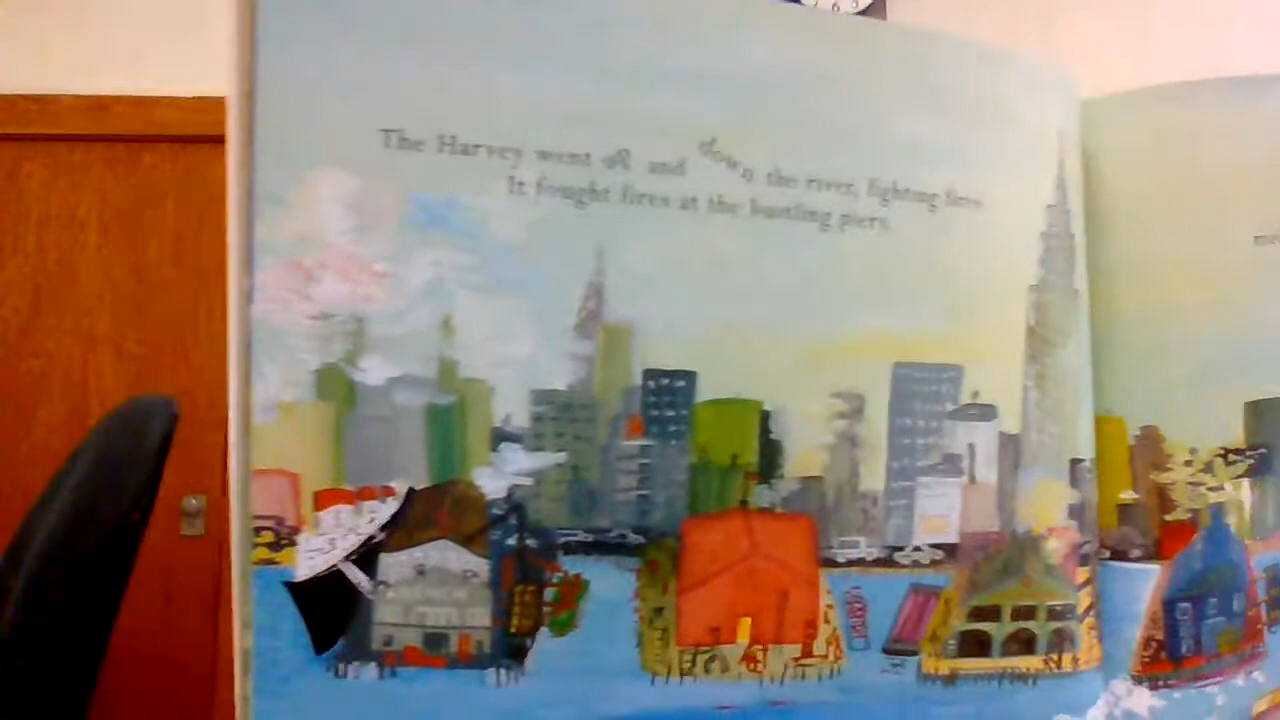 The Harvey went up and down the river, fighting fires.
It fought fires at the bustling piers.